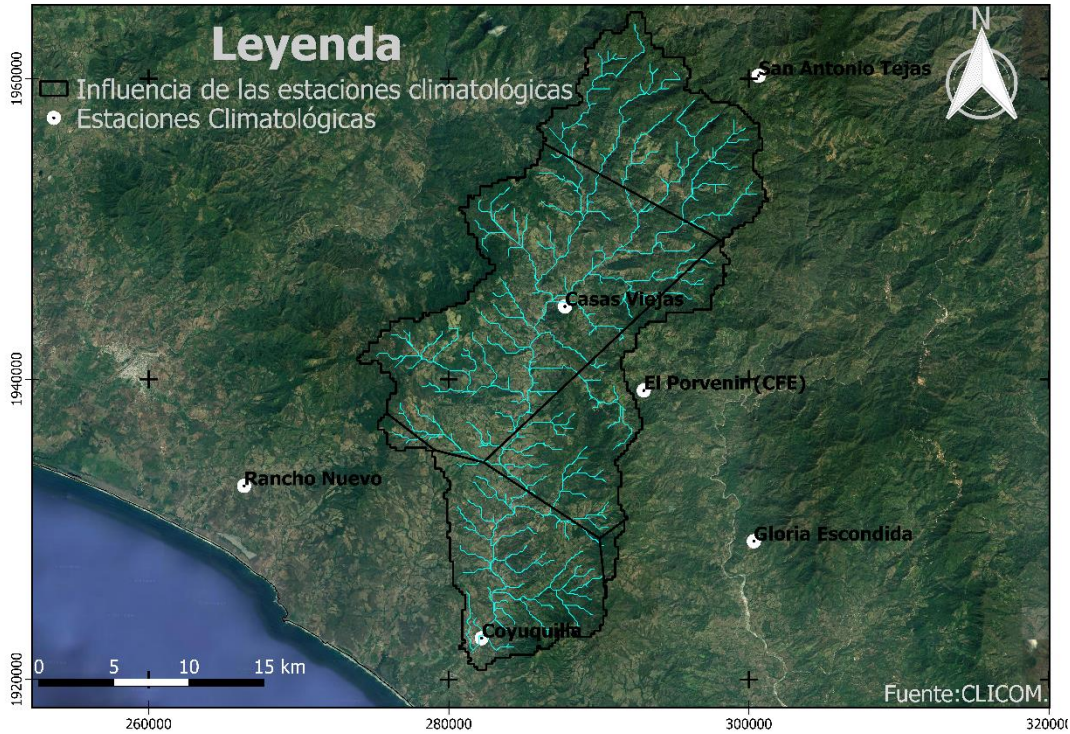 Leyenda
Influencia de las estaciones climatológicas
Estaciones Climatológicas
N
San Antonio Tejas
Casas Viejas
El Porvenir (CFE)
Rancho Nuevo
Gloria Escondida
Coyuquilla
0 5 10 15 km
Fuente:CLICOM.
1960000
1940000
1920000
260000 280000 300000 320000